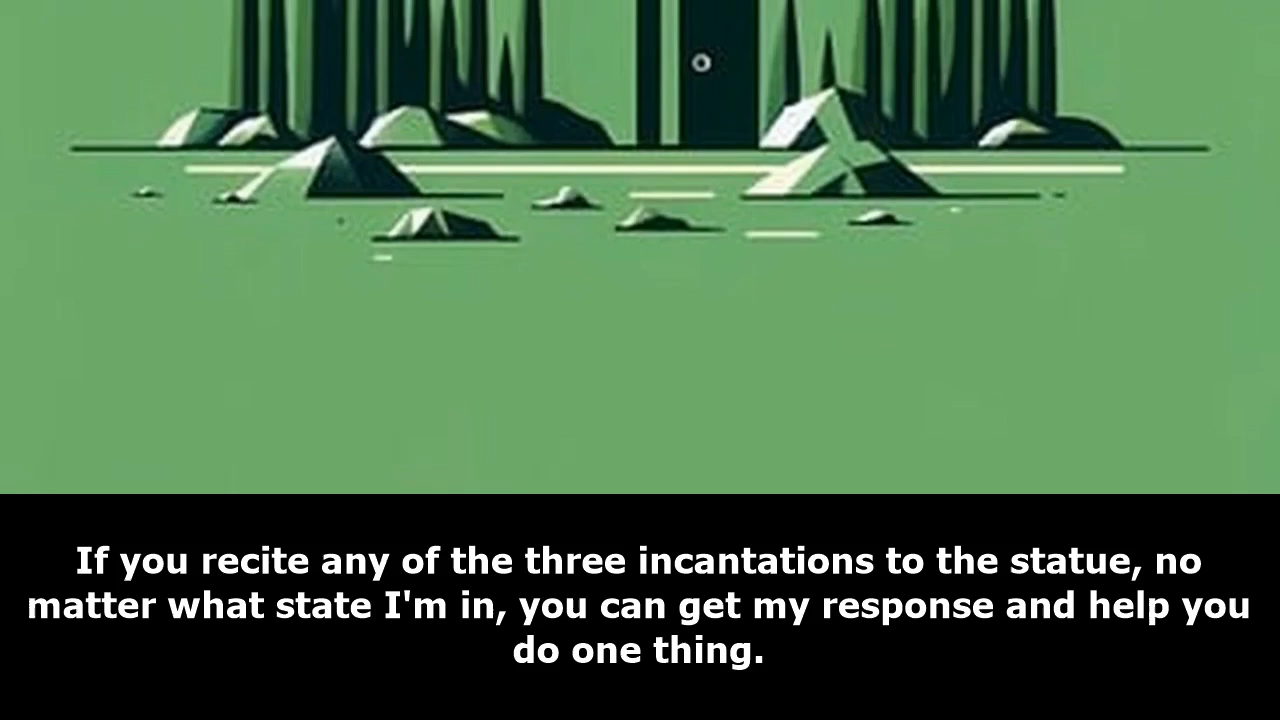 If you recite any of the three incantations to the statue, no
matter what state I'm in, you can get my response and help you
do one thing.